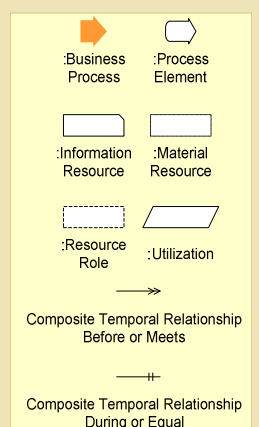 :Business :Process
Process Element
:Information :Material
Resource Resource
:Resource
Role
:Utilization
Composite Temporal Relationship
Before or Meets
Composite Temporal Relationship
During or Equal